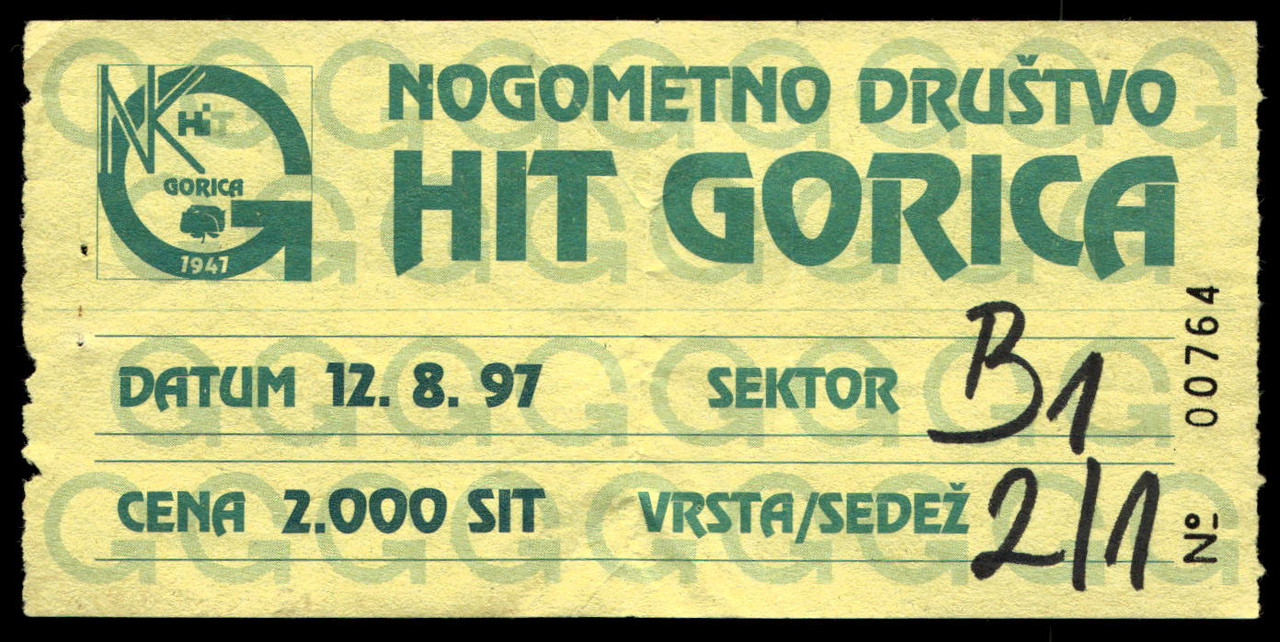 NK
HIT
GORICA
1947
NOGOMETNO DRUŠTVO
HIT GORICA
DATUM 12. 8. 97
SEKTOR B1
CENA 2.000 SIT
VRSTA/SEDEŽ 2/1
Nº 00764